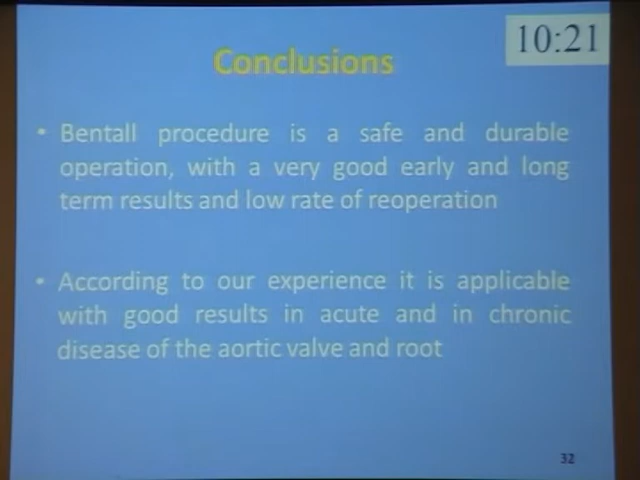 10:21
Conclusions
• Bentall procedure is a safe and durable
operation, with a very good early and long
term results and low rate of reoperation
• According to our experience it is applicable
with good results in acute and in chronic
disease of the aortic valve and root
32